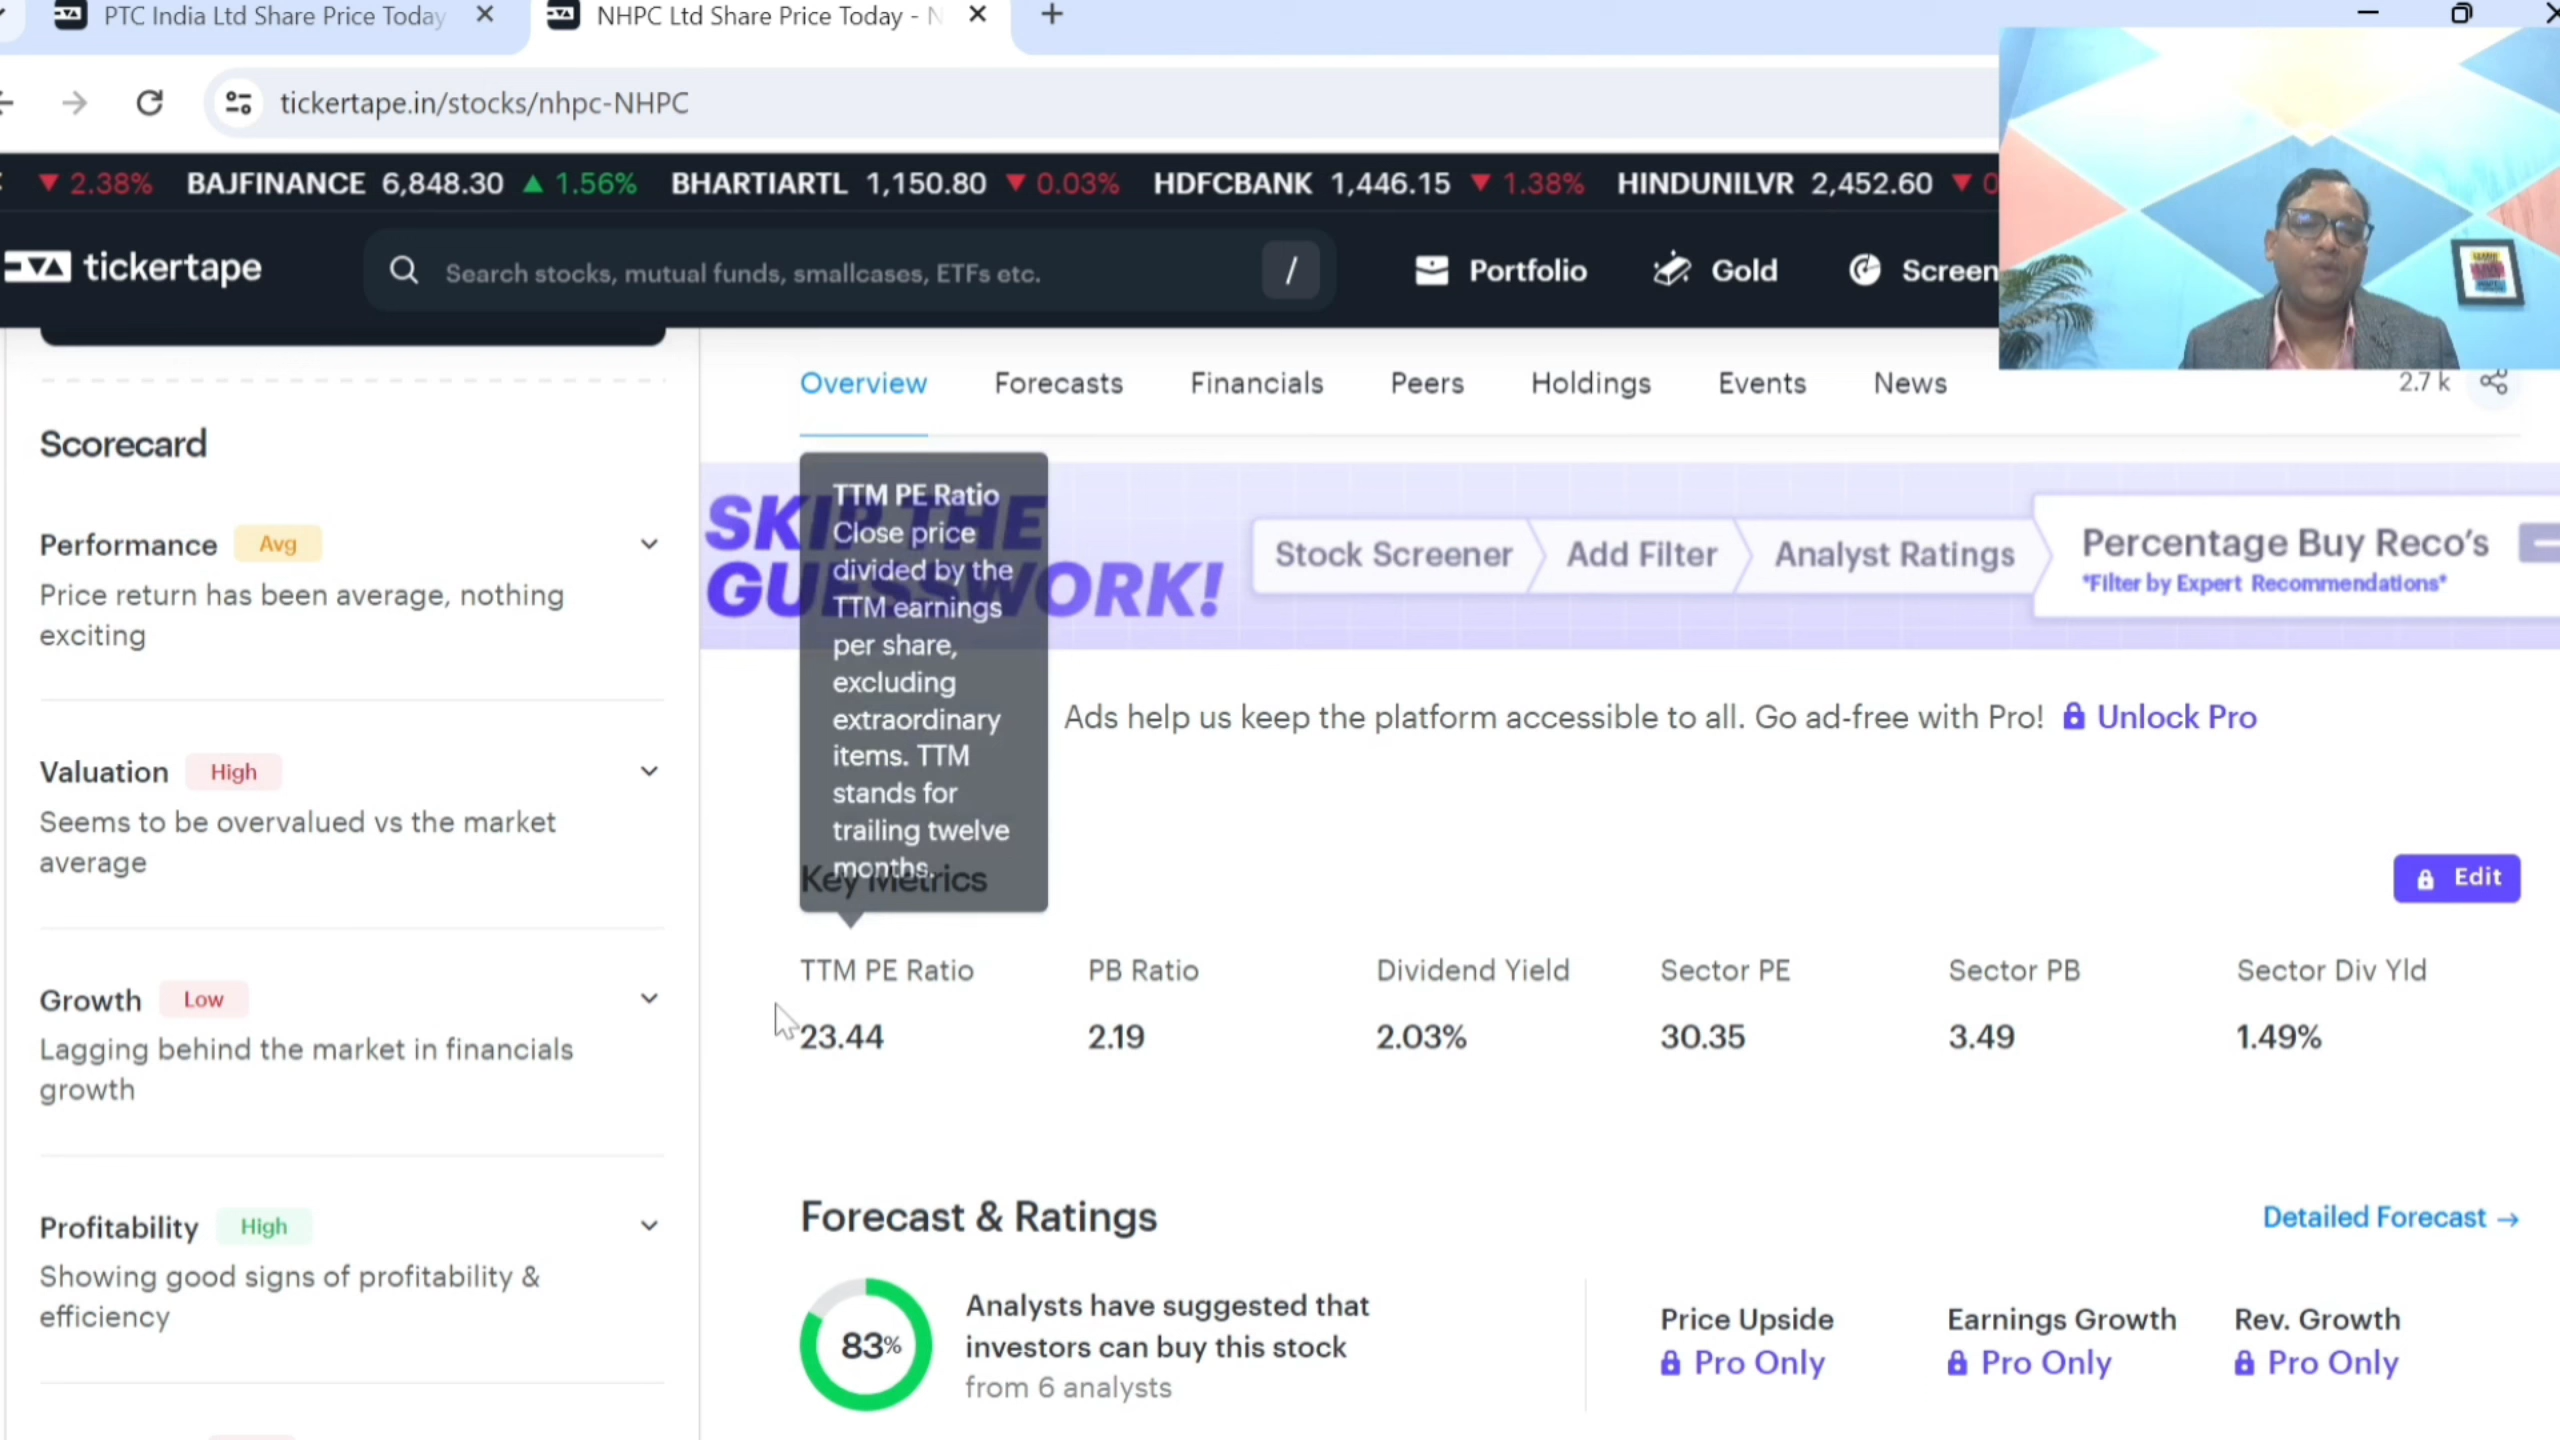 PTC India Ltd Share Price Today
NHPC Ltd Share Price Today - N
tickertape.in/stocks/nhpc-NHPC
▼ 2.38% BAJFINANCE 6,848.30 ▲ 1.56% BHARTIARTL 1,150.80 ▼ 0.03% HDFCBANK 1,446.15 ▼ 1.38% HINDUNILVR 2,452.60 ▼ 0
tickertape
Search stocks, mutual funds, smallcases, ETFs etc. /
Portfolio Gold Screen
Overview Forecasts Financials Peers Holdings Events News
2.7 k
Scorecard
Performance Avg
Price return has been average, nothing
exciting
Valuation High
Seems to be overvalued vs the market
average
Growth Low
Lagging behind the market in financials
growth
Profitability High
Showing good signs of profitability &
efficiency
SKIP THE
GUESSWORK!
Stock Screener Add Filter Analyst Ratings
Percentage Buy Reco's
*Filter by Expert Recommendations*
TTM PE Ratio
Close price
divided by the
TTM earnings
per share,
excluding
extraordinary
items. TTM
stands for
trailing twelve
months.
Ads help us keep the platform accessible to all. Go ad-free with Pro! Unlock Pro
Key Metrics
Edit
TTM PE Ratio PB Ratio Dividend Yield Sector PE Sector PB Sector Div Yld
23.44 2.19 2.03% 30.35 3.49 1.49%
Forecast & Ratings
Detailed Forecast →
83%
Analysts have suggested that
investors can buy this stock
from 6 analysts
Price Upside Earnings Growth Rev. Growth
Pro Only Pro Only Pro Only